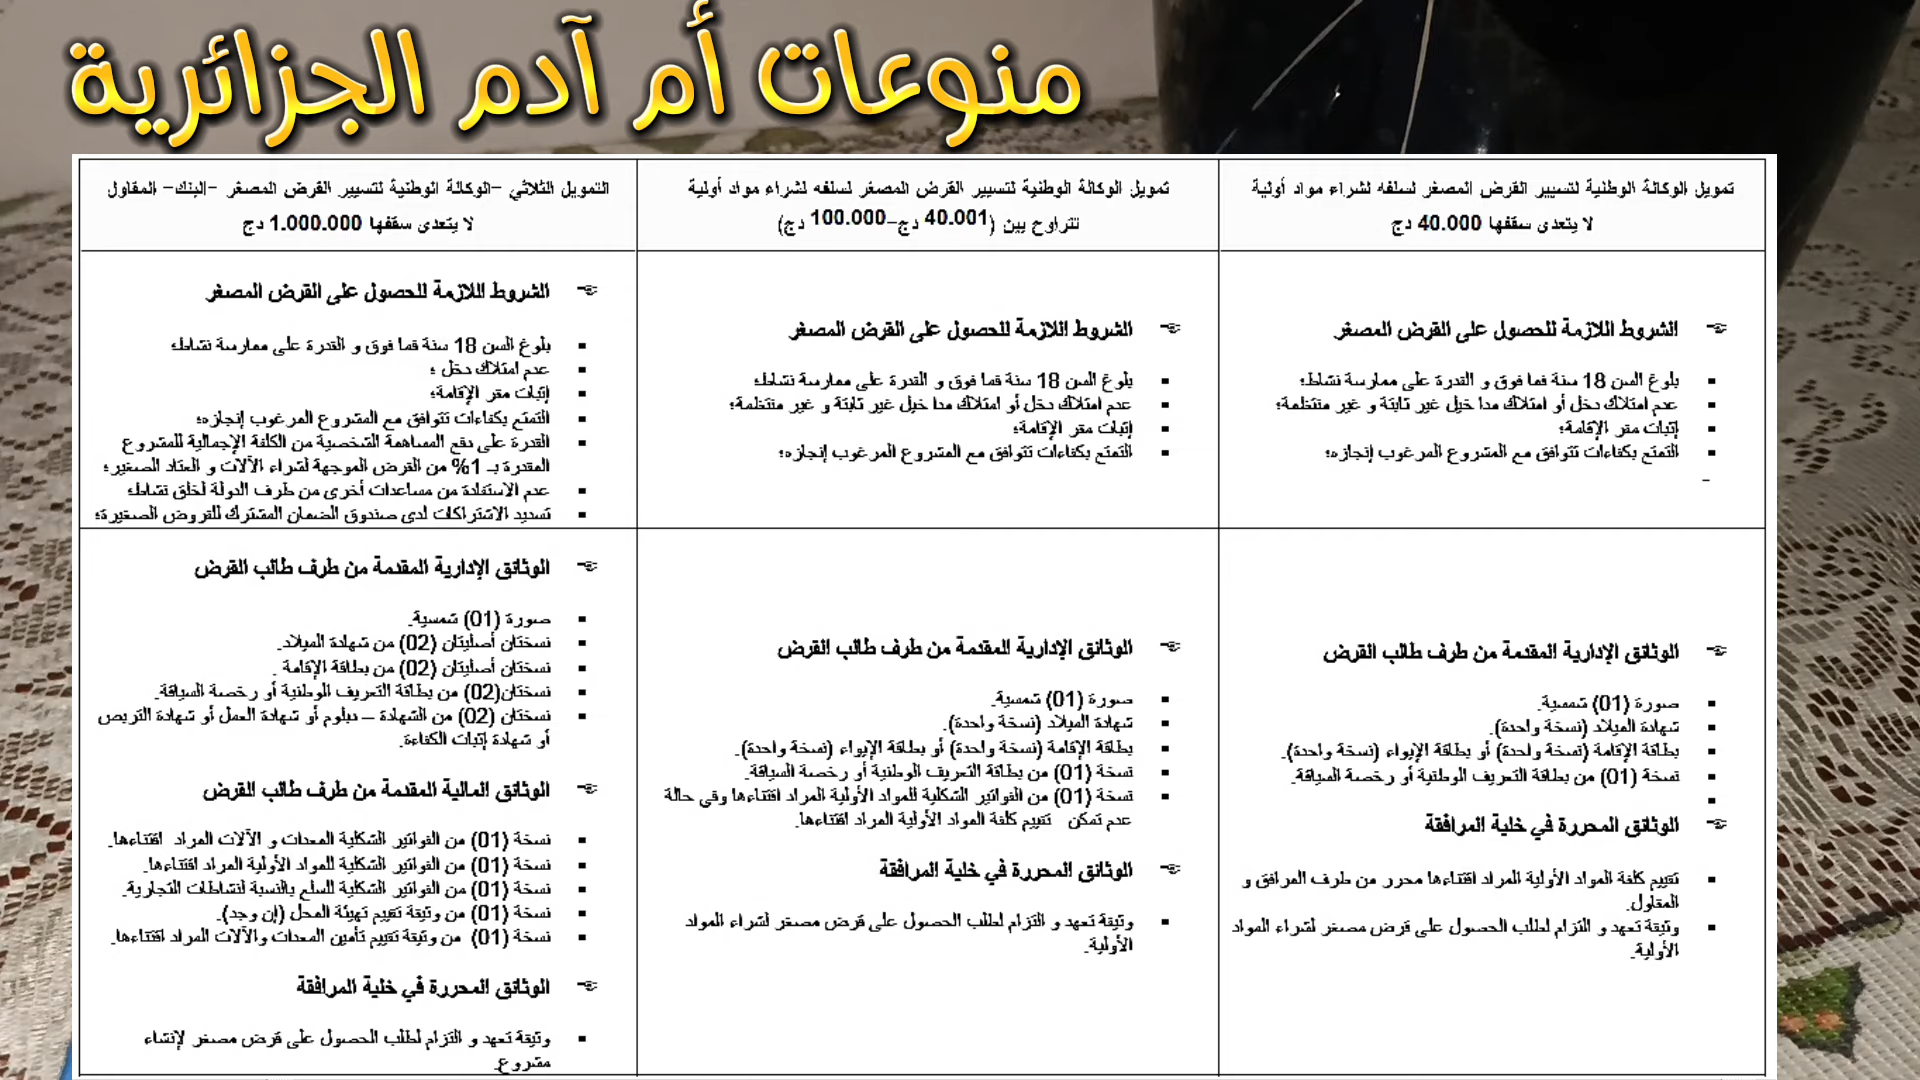 منوعات أم آدم الجزائرية
تمويل الوكالة الوطنية لتسيير القرض المصغر لسلفه لشراء مواد أولية
لا يتعدى سقفها 40.000 دج
الشروط اللازمة للحصول على القرض المصغر
بلوغ السن 18 سنة فما فوق و القدرة على ممارسة نشاط؛
عدم امتلاك دخل أو امتلاك مدا خيل غير ثابتة و غير منتظمة؛
إثبات مقر الإقامة؛
التمتع بكفاءات تتوافق مع المشروع المرغوب إنجازه؛
-
الوثائق الإدارية المقدمة من طرف طالب القرض
صورة (01) شمسية.
شهادة الميلاد (نسخة واحدة).
بطاقة الإقامة (نسخة واحدة) أو بطاقة الإيواء (نسخة واحدة).
نسخة (01) من بطاقة التعريف الوطنية أو رخصة السياقة.
الوثائق المحررة في خلية المرافقة
تقييم كلفة المواد الأولية المراد اقتناءها محرر من طرف المرافق و
المقاول.
وثيقة تعهد و التزام لطلب الحصول على قرض مصغر لشراء المواد
الأولية.
تمويل الوكالة الوطنية لتسيير القرض المصغر لسلفه لشراء مواد أولية
تتراوح بين (40.001 دج–100.000 دج)
الشروط اللازمة للحصول على القرض المصغر
بلوغ السن 18 سنة فما فوق و القدرة على ممارسة نشاط؛
عدم امتلاك دخل أو امتلاك مدا خيل غير ثابتة و غير منتظمة؛
إثبات مقر الإقامة؛
التمتع بكفاءات تتوافق مع المشروع المرغوب إنجازه؛
الوثائق الإدارية المقدمة من طرف طالب القرض
صورة (01) شمسية.
شهادة الميلاد (نسخة واحدة).
بطاقة الإقامة (نسخة واحدة) أو بطاقة الإيواء (نسخة واحدة).
نسخة (01) من بطاقة التعريف الوطنية أو رخصة السياقة.
نسخة (01) من الفواتير الشكلية للمواد الأولية المراد اقتناءها وفي حالة
عدم تمكن تقييم كلفة المواد الأولية المراد اقتناءها.
الوثائق المحررة في خلية المرافقة
وثيقة تعهد و التزام لطلب الحصول على قرض مصغر لشراء المواد
الأولية.
التمويل الثلاثي –الوكالة الوطنية لتسيير القرض المصغر –البنك– المقاول
لا يتعدى سقفها 1.000.000 دج
الشروط اللازمة للحصول على القرض المصغر
بلوغ السن 18 سنة فما فوق و القدرة على ممارسة نشاط؛
عدم امتلاك دخل ؛
إثبات مقر الإقامة؛
التمتع بكفاءات تتوافق مع المشروع المرغوب إنجازه؛
القدرة على دفع المساهمة الشخصية من الكلفة الإجمالية للمشروع
المقدرة بـ 1% من القرض الموجهة لشراء الآلات و العتاد الصغير؛
عدم الاستفادة من مساعدات أخرى من طرف الدولة لخلق نشاط؛
تسديد الاشتراكات لدى صندوق الضمان المشترك للقروض الصغيرة؛
الوثائق الإدارية المقدمة من طرف طالب القرض
صورة (01) شمسية.
نسختان أصليتان (02) من شهادة الميلاد.
نسختان أصليتان (02) من بطاقة الإقامة .
نسختان(02) من بطاقة التعريف الوطنية أو رخصة السياقة.
نسختان (02) من الشهادة – دبلوم أو شهادة العمل أو شهادة التربص
أو شهادة إثبات الكفاءة.
الوثائق المالية المقدمة من طرف طالب القرض
نسخة (01) من الفواتير الشكلية المعدات و الآلات المراد اقتناءها.
نسخة (01) من الفواتير الشكلية للمواد الأولية المراد اقتناءها.
نسخة (01) من الفواتير الشكلية للسلع بالنسبة لنشاطات التجارية.
نسخة (01) من وثيقة تقييم تهيئة المحل (إن وجد).
نسخة (01) من وثيقة تقييم تأمين المعدات والآلات المراد اقتناءها.
الوثائق المحررة في خلية المرافقة
وثيقة تعهد و التزام لطلب الحصول على قرض مصغر لإنشاء
مشروع.